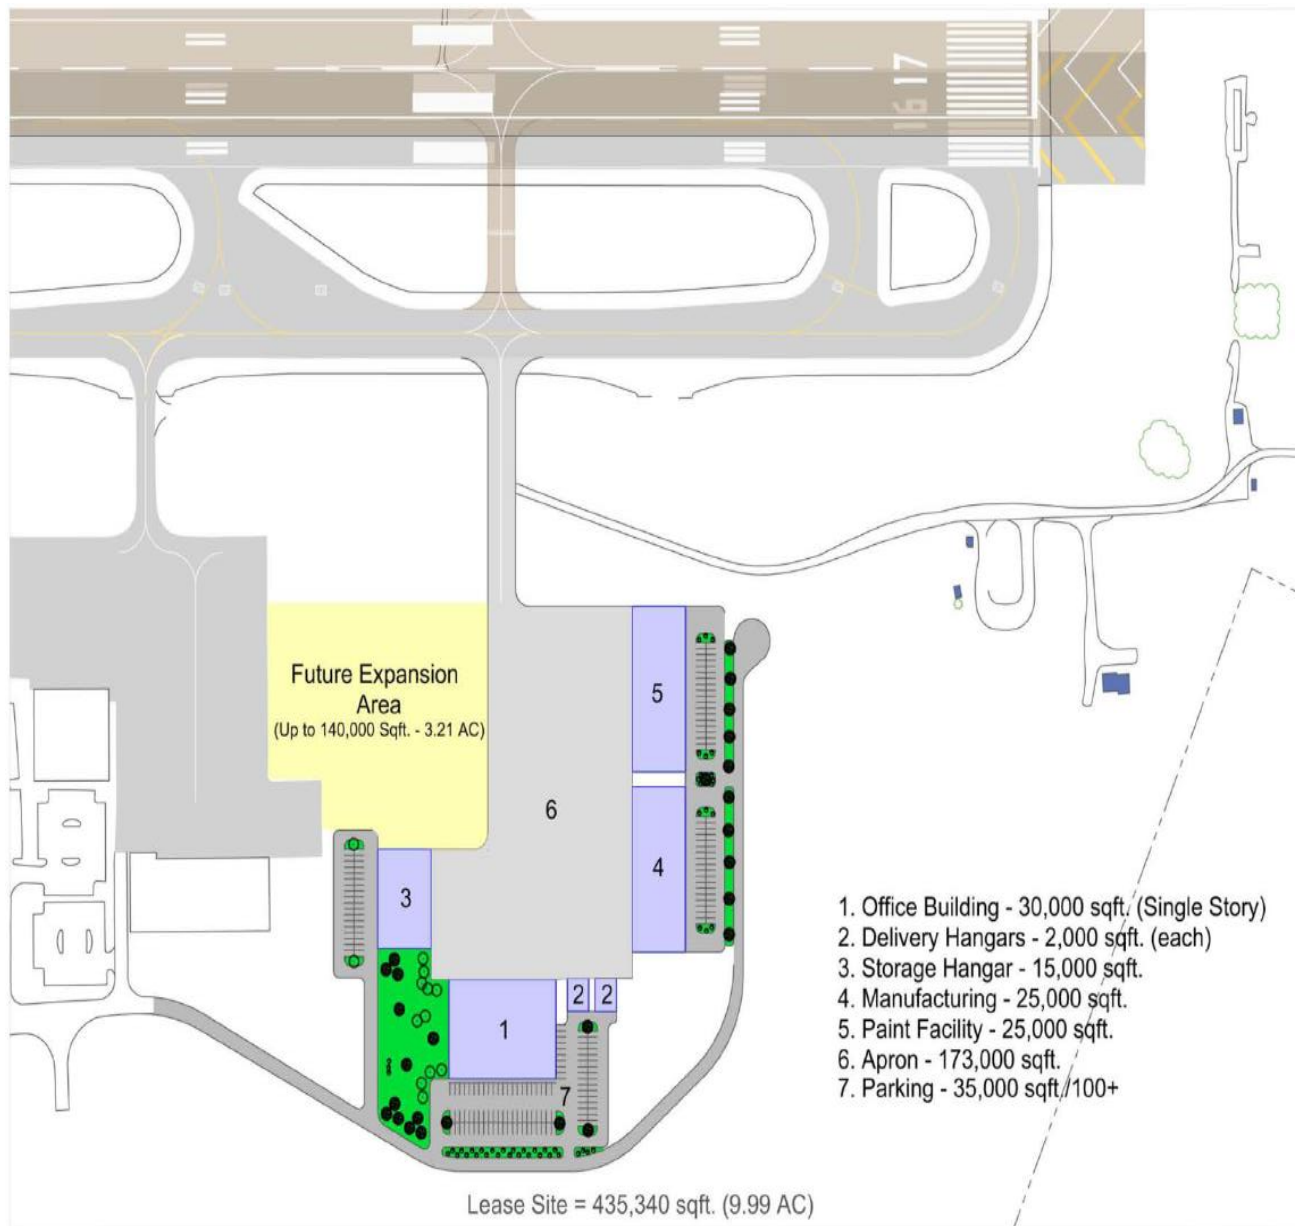 17
16
Future Expansion
Area
(Up to 140,000 Sqft. - 3.21 AC)
5
6
4
3
2 2
1
7
1. Office Building - 30,000 sqft. (Single Story)
2. Delivery Hangars - 2,000 sqft. (each)
3. Storage Hangar - 15,000 sqft.
4. Manufacturing - 25,000 sqft.
5. Paint Facility - 25,000 sqft.
6. Apron - 173,000 sqft.
7. Parking - 35,000 sqft./100+
Lease Site = 435,340 sqft. (9.99 AC)